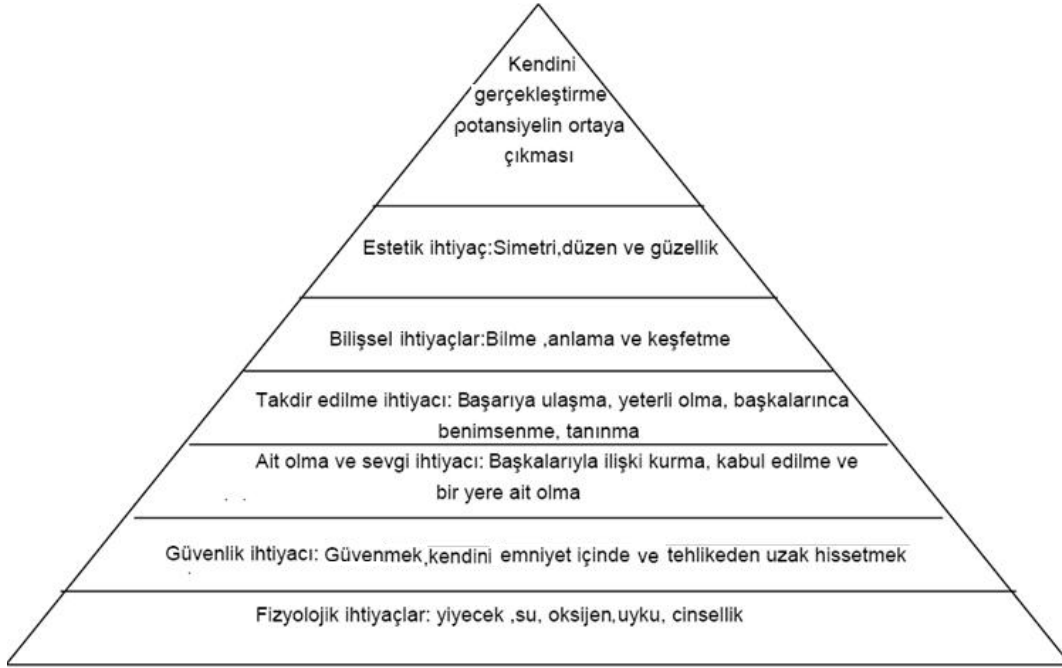 Kendini
gerçekleştirme
potansiyelin ortaya
çıkması
Estetik ihtiyaç:Simetri,düzen ve güzellik
Bilişsel ihtiyaçlar:Bilme ,anlama ve keşfetme
Takdir edilme ihtiyacı: Başarıya ulaşma, yeterli olma, başkalarınca
benimsenme, tanınma
Ait olma ve sevgi ihtiyacı: Başkalarıyla ilişki kurma, kabul edilme ve
bir yere ait olma
Güvenlik ihtiyacı: Güvenmek,kendini emniyet içinde ve tehlikeden uzak hissetmek
Fizyolojik ihtiyaçlar: yiyecek ,su, oksijen,uyku, cinsellik